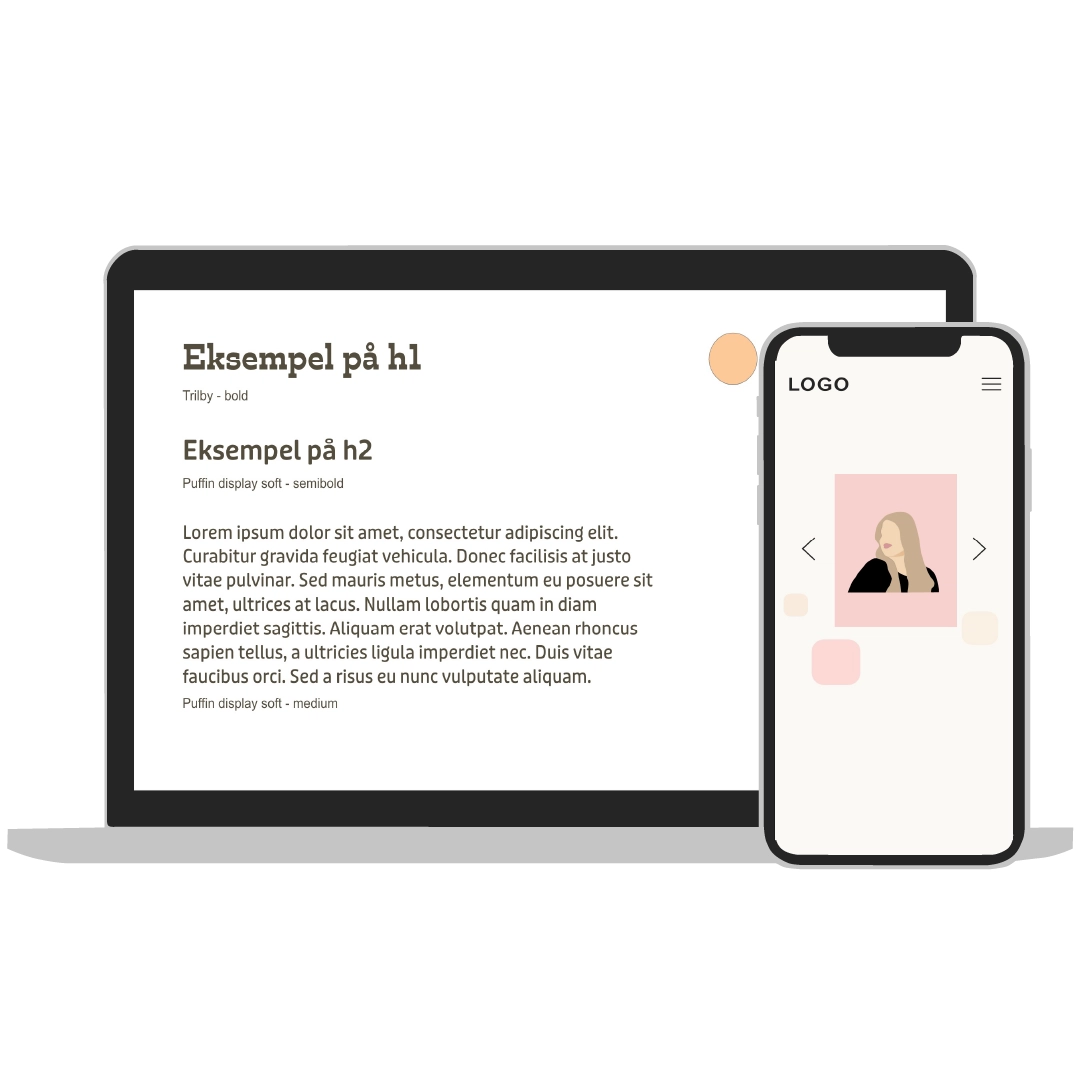 Eksempel på h1
Trilby - bold
Eksempel på h2
Puffin display soft - semibold
Lorem ipsum dolor sit amet, consectetur adipiscing elit.
Curabitur gravida feugiat vehicula. Donec facilisis at justo
vitae pulvinar. Sed mauris metus, elementum eu posuere sit
amet, ultrices at lacus. Nullam lobortis quam in diam
imperdiet sagittis. Aliquam erat volutpat. Aenean rhoncus
sapien tellus, a ultricies ligula imperdiet nec. Duis vitae
faucibus orci. Sed a risus eu nunc vulputate aliquam.
Puffin display soft - medium
LOGO